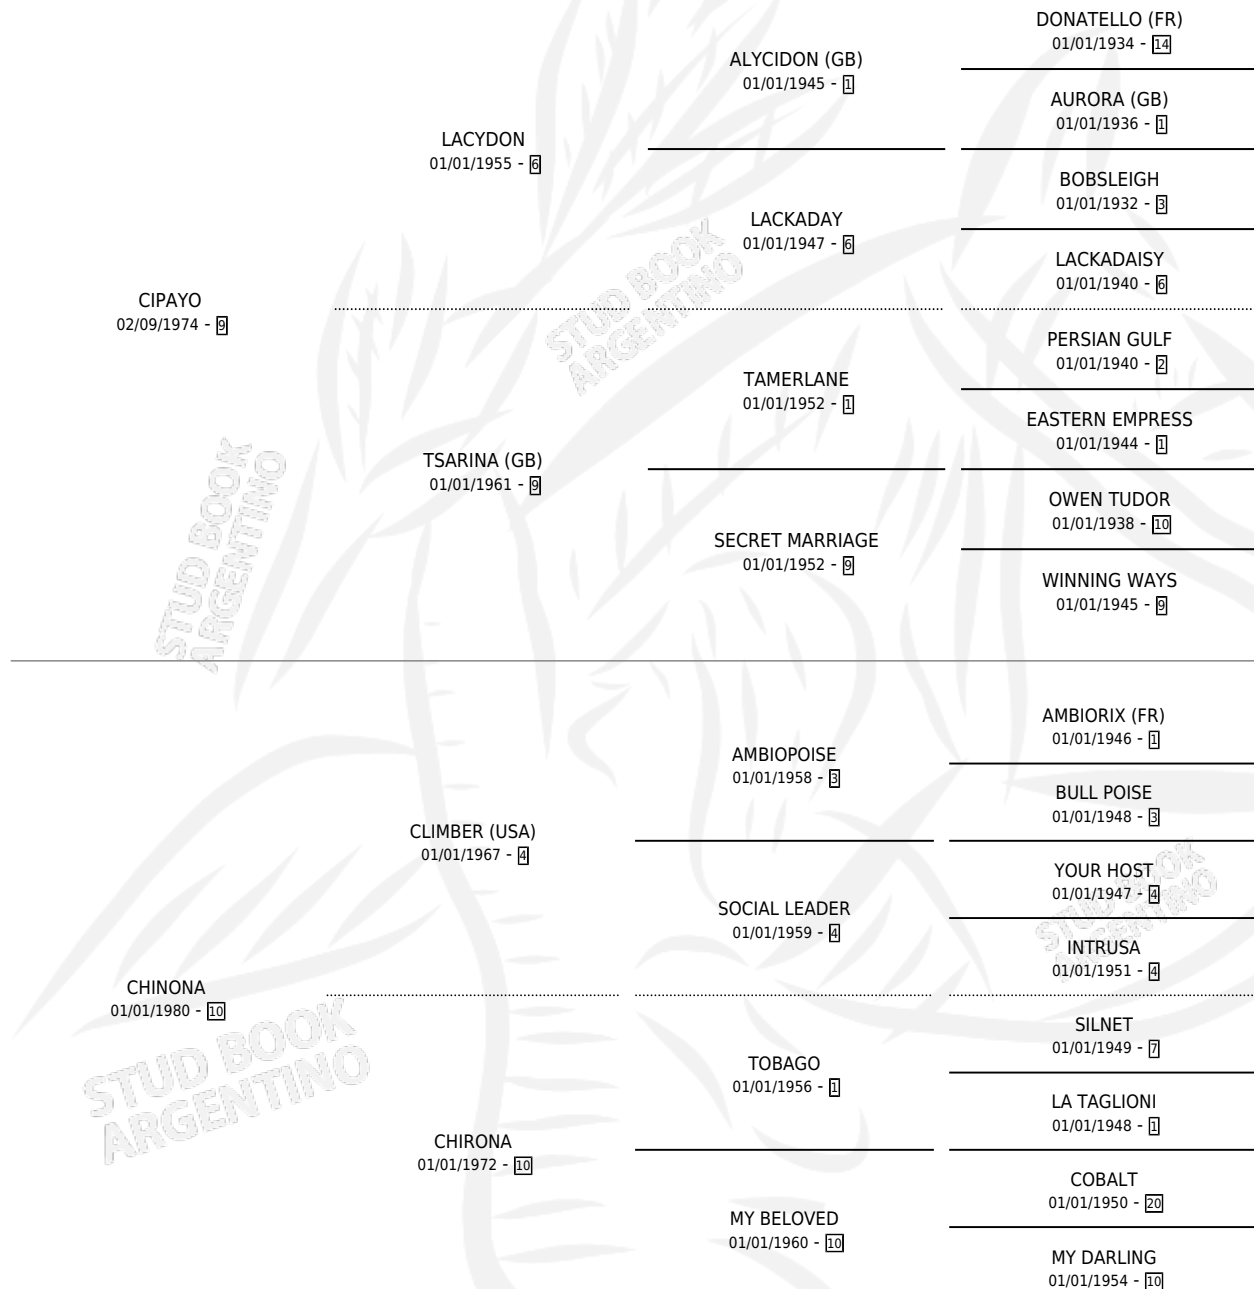 DONATELLO (FR)
01/01/1934 - 14
ALYCIDON (GB)
01/01/1945 - 1
AURORA (GB)
01/01/1936 - 1
LACYDON
01/01/1955 - 6
BOBSLEIGH
01/01/1932 - 3
LACKADAY
01/01/1947 - 6
LACKADAISY
01/01/1940 - 6
CIPAYO
02/09/1974 - 9
PERSIAN GULF
01/01/1940 - 2
TAMERLANE
01/01/1952 - 1
EASTERN EMPRESS
01/01/1944 - 1
TSARINA (GB)
01/01/1961 - 9
OWEN TUDOR
01/01/1938 - 10
SECRET MARRIAGE
01/01/1952 - 9
WINNING WAYS
01/01/1945 - 9
AMBIORIX (FR)
01/01/1946 - 1
AMBIOPOISE
01/01/1958 - 3
BULL POISE
01/01/1948 - 3
CLIMBER (USA)
01/01/1967 - 4
YOUR HOST
01/01/1947 - 4
SOCIAL LEADER
01/01/1959 - 4
INTRUSA
01/01/1951 - 4
CHINONA
01/01/1980 - 10
SILNET
01/01/1949 - 7
TOBAGO
01/01/1956 - 1
LA TAGLIONI
01/01/1948 - 1
CHIRONA
01/01/1972 - 10
COBALT
01/01/1950 - 20
MY BELOVED
01/01/1960 - 10
MY DARLING
01/01/1954 - 10
STUD BOOK
ARGENTINO
STUD BOOK
ARGENTINO
STUD BOOK
ARGENTINO
STUD BOOK
ARGENTINO